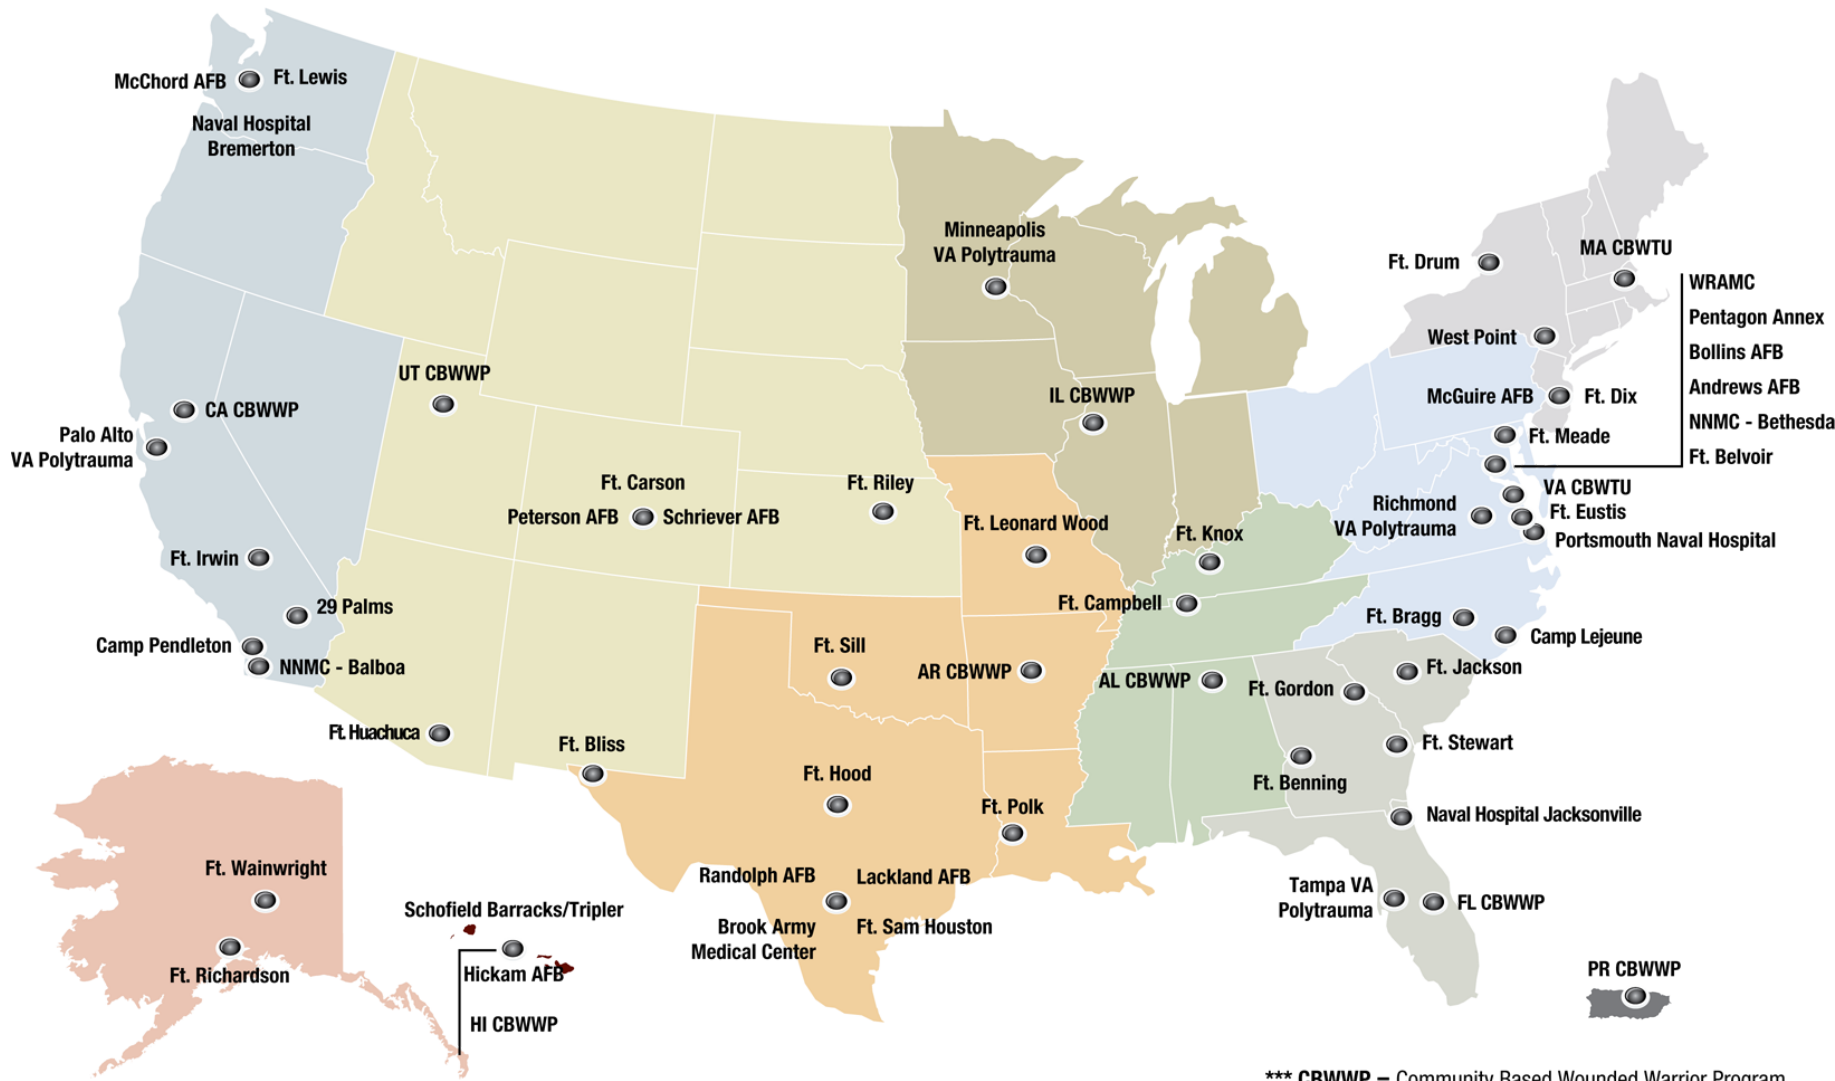 McChord AFB
Ft. Lewis
Naval Hospital
Bremerton
Minneapolis
VA Polytrauma
Ft. Drum
MA CBWTU
WRAMC
Pentagon Annex
Bollins AFB
Andrews AFB
NNMC - Bethesda
Ft. Belvoir
West Point
McGuire AFB
Ft. Dix
Ft. Meade
UT CBWWP
IL CBWWP
CA CBWWP
Palo Alto
VA Polytrauma
Ft. Carson
Peterson AFB
Schriever AFB
Ft. Riley
Ft. Leonard Wood
Ft. Knox
Richmond
VA Polytrauma
VA CBWTU
Ft. Eustis
Portsmouth Naval Hospital
Ft. Irwin
29 Palms
Camp Pendleton
NNMC - Balboa
Ft. Campbell
Ft. Bragg
Camp Lejeune
Ft. Sill
AR CBWWP
AL CBWWP
Ft. Gordon
Ft. Jackson
Ft. Huachuca
Ft. Bliss
Ft. Hood
Ft. Polk
Ft. Benning
Ft. Stewart
Naval Hospital Jacksonville
Randolph AFB
Lackland AFB
Brook Army
Medical Center
Ft. Sam Houston
Tampa VA
Polytrauma
FL CBWWP
Ft. Wainwright
Ft. Richardson
Schofield Barracks/Tripler
Hickam AFB
HI CBWWP
PR CBWWP
*** CBWWP = Community Based Wounded Warrior Program